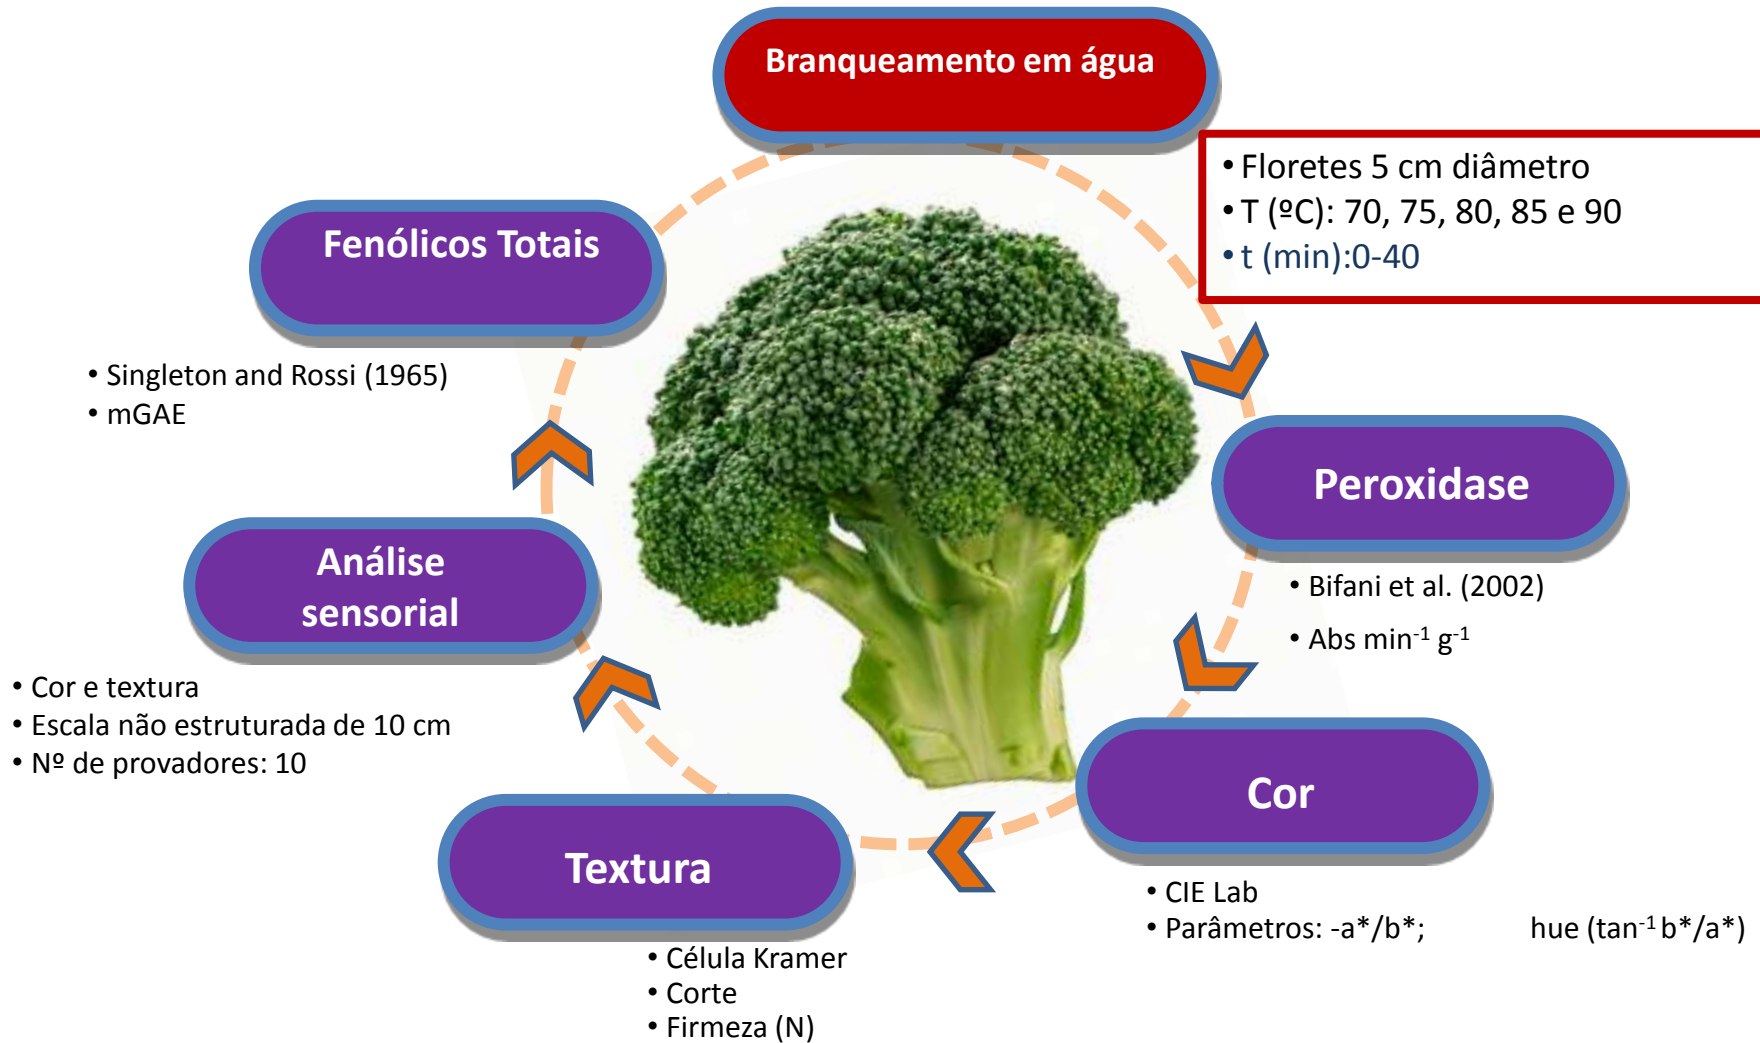 Branqueamento em água
• Floretes 5 cm diâmetro
• T (ºC): 70, 75, 80, 85 e 90
• t (min):0-40
Peroxidase
• Bifani et al. (2002)
• Abs min⁻¹ g⁻¹
Cor
• CIE Lab
• Parâmetros: -a*/b*; hue (tan⁻¹ b*/a*)
Textura
• Célula Kramer
• Corte
• Firmeza (N)
Análise
sensorial
• Cor e textura
• Escala não estruturada de 10 cm
• Nº de provadores: 10
Fenólicos Totais
• Singleton and Rossi (1965)
• mGAE